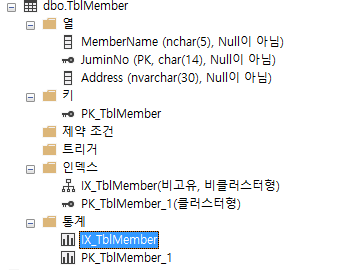 dbo.TblMember
열
MemberName (nchar(5), Null이 아님)
JuminNo (PK, char(14), Null이 아님)
Address (nvarchar(30), Null이 아님)
키
PK_TblMember
제약 조건
트리거
인덱스
IX_TblMember(비고유, 비클러스터형)
PK_TblMember_1(클러스터형)
통계
IX_TblMember
PK_TblMember_1